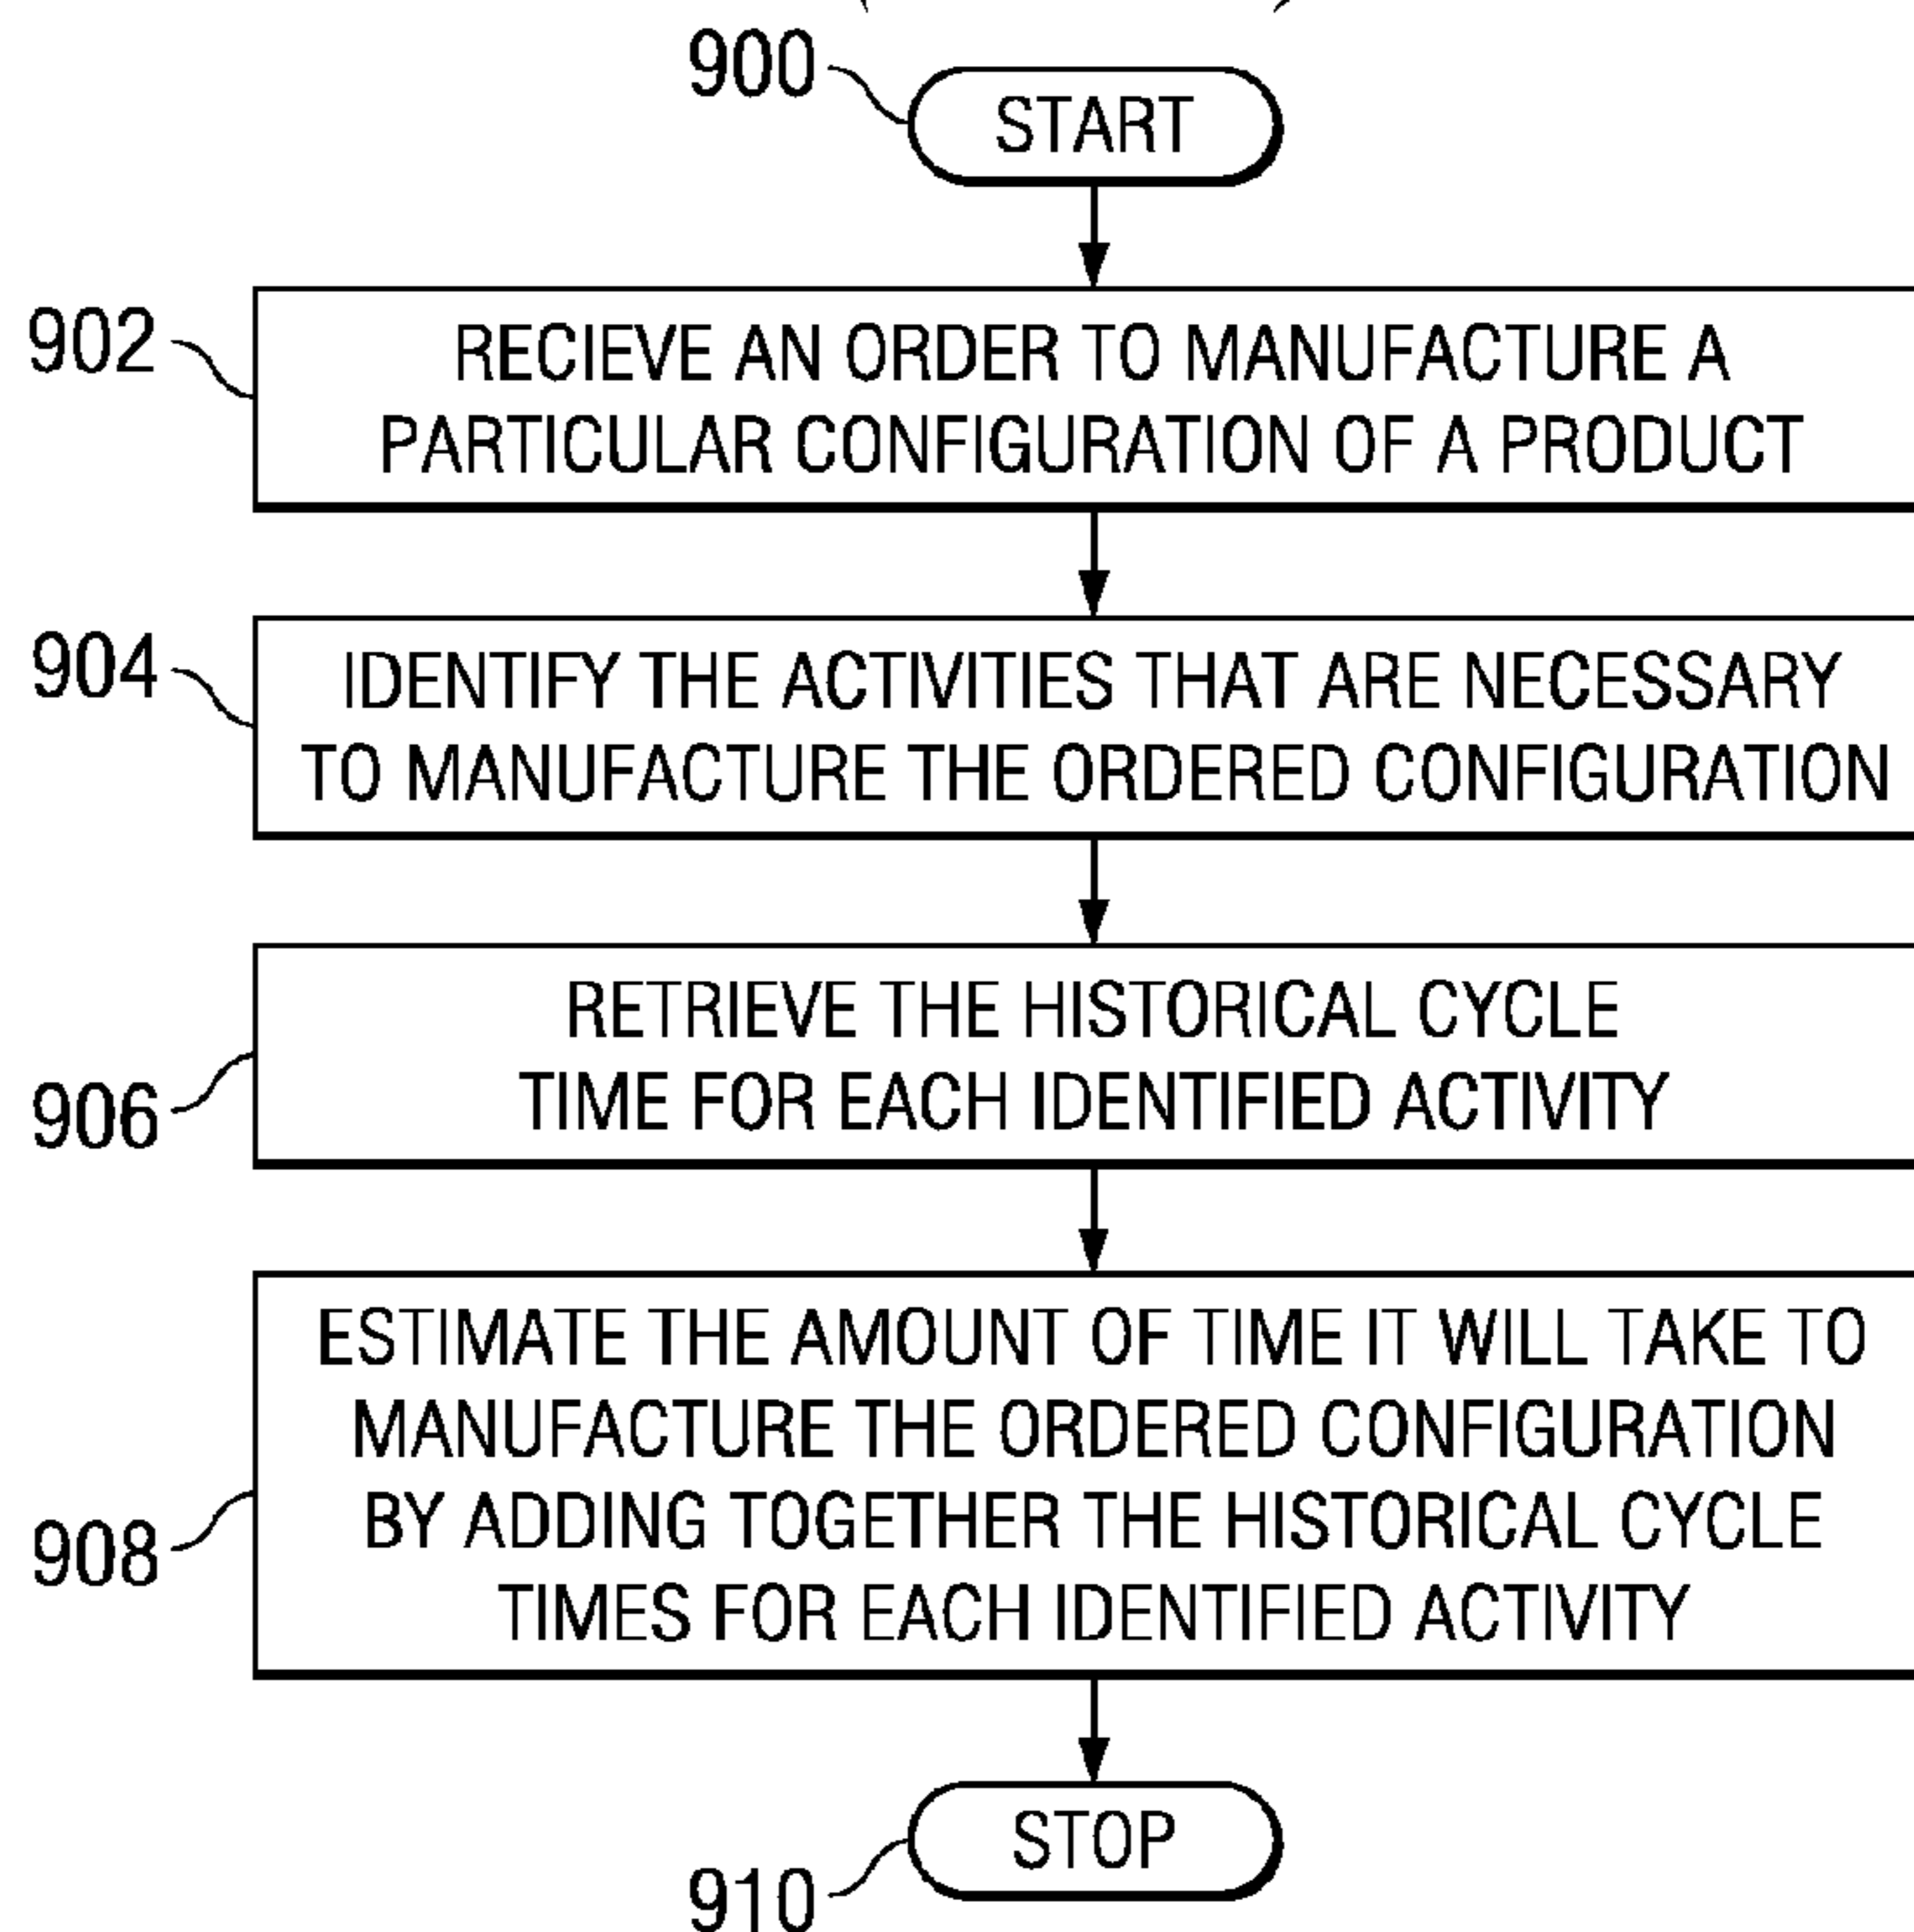 900
START
902
RECIEVE AN ORDER TO MANUFACTURE A
PARTICULAR CONFIGURATION OF A PRODUCT
904
IDENTIFY THE ACTIVITIES THAT ARE NECESSARY
TO MANUFACTURE THE ORDERED CONFIGURATION
906
RETRIEVE THE HISTORICAL CYCLE
TIME FOR EACH IDENTIFIED ACTIVITY
908
ESTIMATE THE AMOUNT OF TIME IT WILL TAKE TO
MANUFACTURE THE ORDERED CONFIGURATION
BY ADDING TOGETHER THE HISTORICAL CYCLE
TIMES FOR EACH IDENTIFIED ACTIVITY
910
STOP